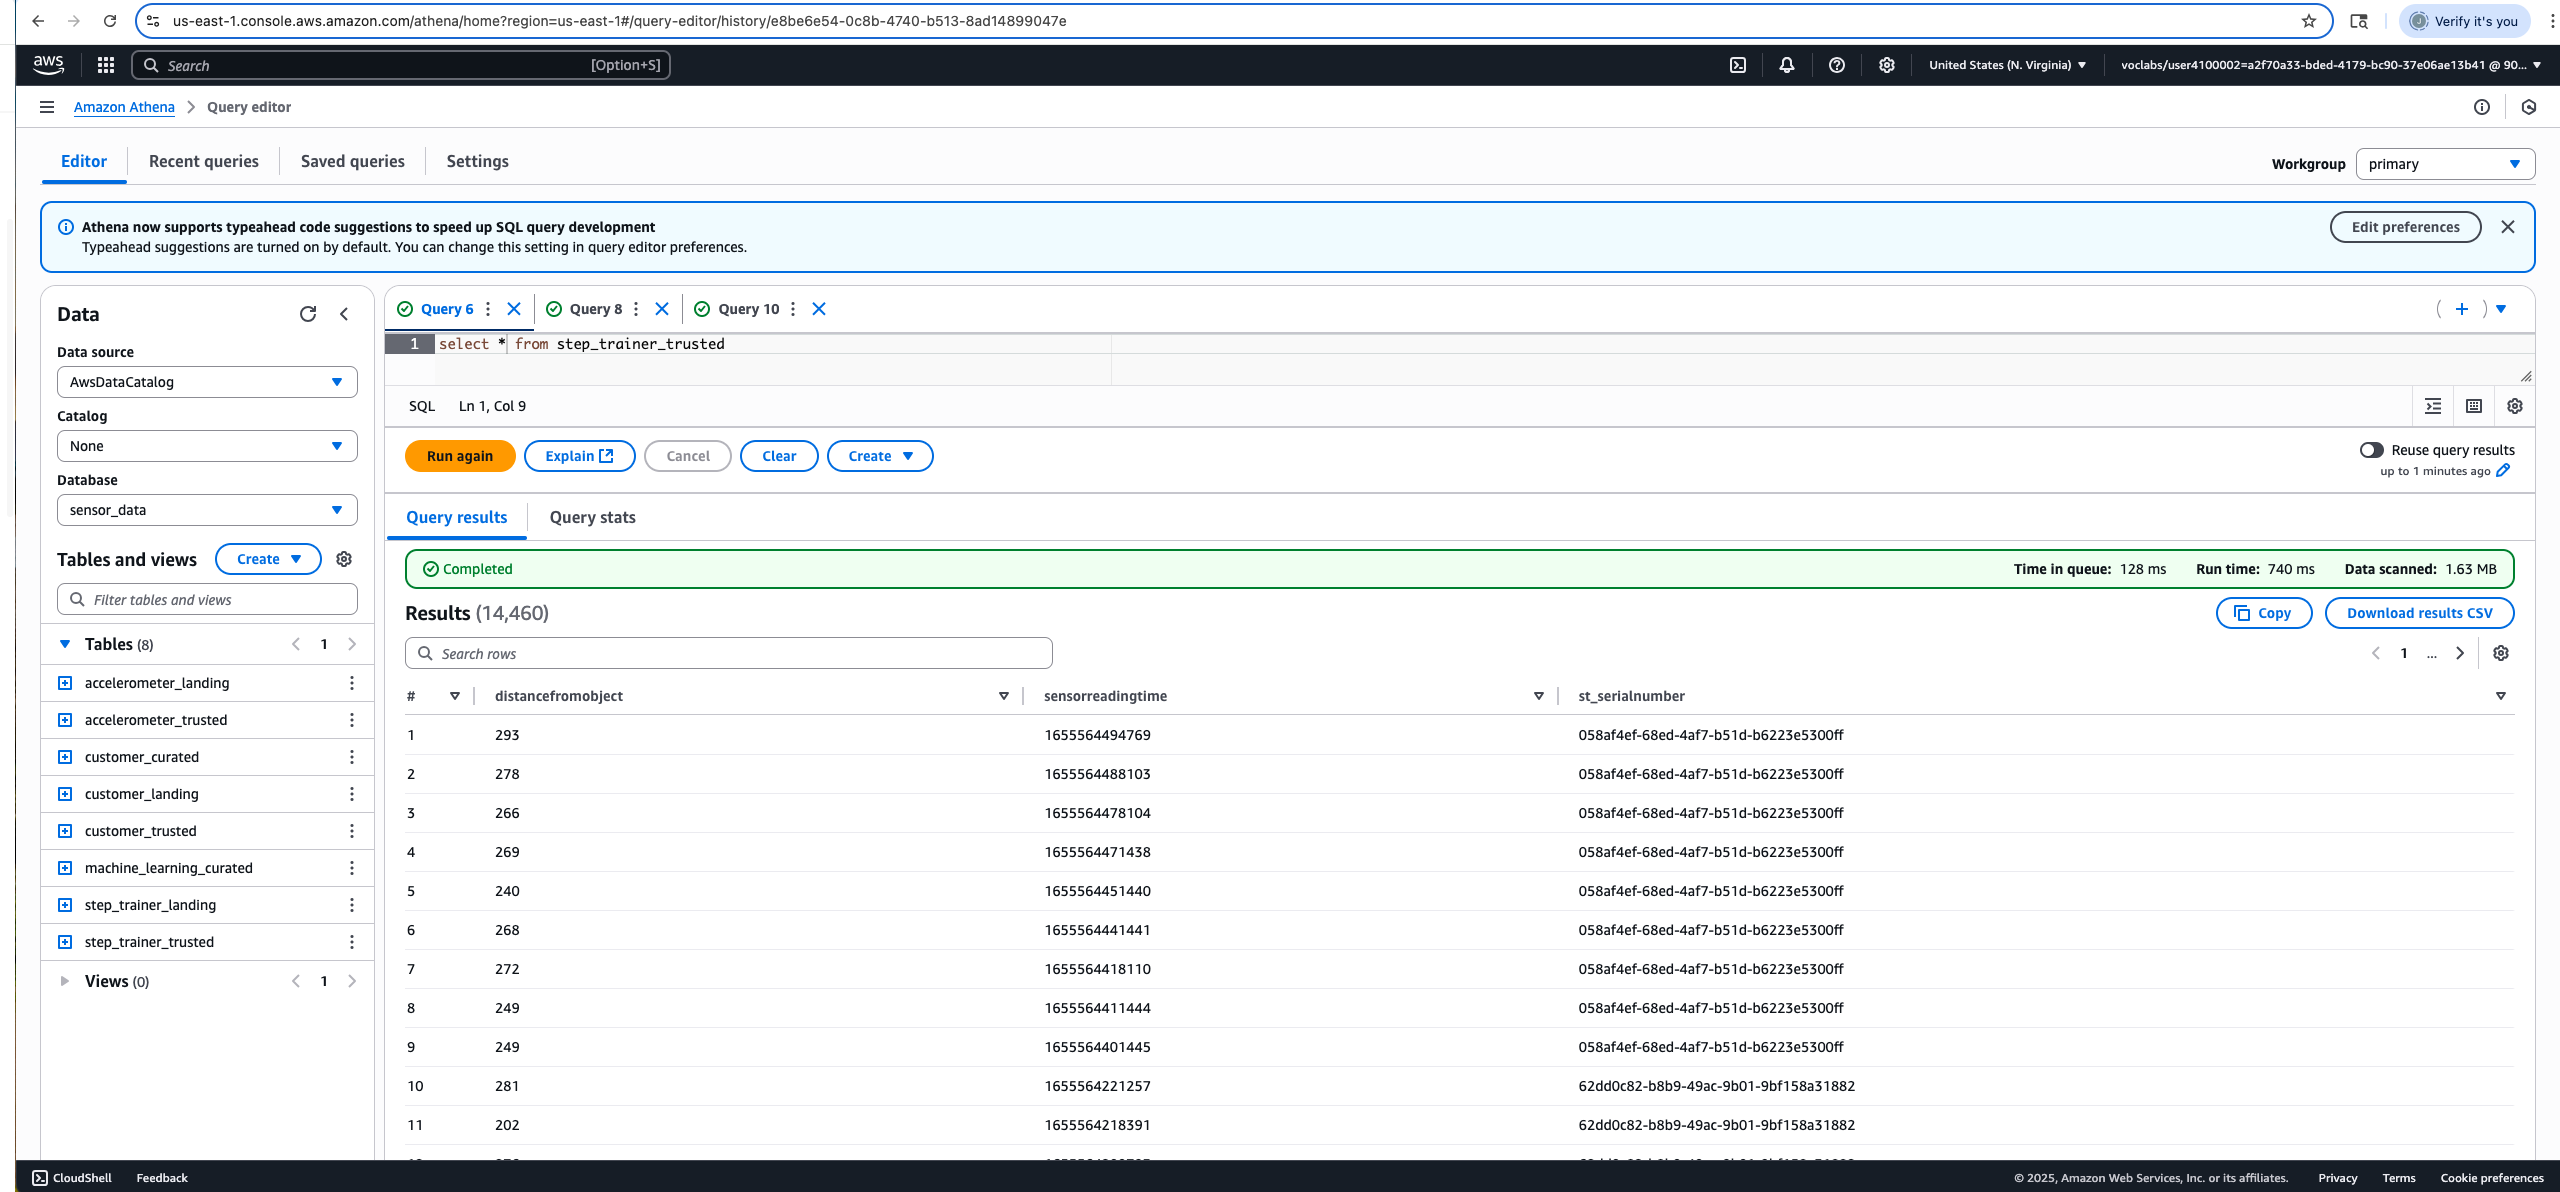 us-east-1.console.aws.amazon.com/athena/home?region=us-east-1#/query-editor/history/e8be6e54-0c8b-4740-b513-8ad14899047e
J
Verify it's you
aws
Search
[Option+S]
United States (N. Virginia)
voclabs/user4100002=a2f70a33-bded-4179-bc90-37e06ae13b41 @ 90...
Amazon Athena
Query editor
Editor
Recent queries
Saved queries
Settings
Workgroup
primary
Athena now supports typeahead code suggestions to speed up SQL query development
Typeahead suggestions are turned on by default. You can change this setting in query editor preferences.
Edit preferences
Data
Data source
AwsDataCatalog
Catalog
None
Database
sensor_data
Tables and views
Create
Filter tables and views
Tables (8)
1
accelerometer_landing
accelerometer_trusted
customer_curated
customer_landing
customer_trusted
machine_learning_curated
step_trainer_landing
step_trainer_trusted
Views (0)
1
Query 6
Query 8
Query 10
1 select * from step_trainer_trusted
SQL
Ln 1, Col 9
Run again
Explain
Cancel
Clear
Create
Reuse query results
up to 1 minutes ago
Query results
Query stats
Completed
Time in queue: 128 ms
Run time: 740 ms
Data scanned: 1.63 MB
Results (14,460)
Copy
Download results CSV
Search rows
1 ...
# distancefromobject sensorreadingtime st_serialnumber
1 293 1655564494769 058af4ef-68ed-4af7-b51d-b6223e5300ff
2 278 1655564488103 058af4ef-68ed-4af7-b51d-b6223e5300ff
3 266 1655564478104 058af4ef-68ed-4af7-b51d-b6223e5300ff
4 269 1655564471438 058af4ef-68ed-4af7-b51d-b6223e5300ff
5 240 1655564451440 058af4ef-68ed-4af7-b51d-b6223e5300ff
6 268 1655564441441 058af4ef-68ed-4af7-b51d-b6223e5300ff
7 272 1655564418110 058af4ef-68ed-4af7-b51d-b6223e5300ff
8 249 1655564411444 058af4ef-68ed-4af7-b51d-b6223e5300ff
9 249 1655564401445 058af4ef-68ed-4af7-b51d-b6223e5300ff
10 281 1655564221257 62dd0c82-b8b9-49ac-9b01-9bf158a31882
11 202 1655564218391 62dd0c82-b8b9-49ac-9b01-9bf158a31882
CloudShell
Feedback
© 2025, Amazon Web Services, Inc. or its affiliates.
Privacy
Terms
Cookie preferences